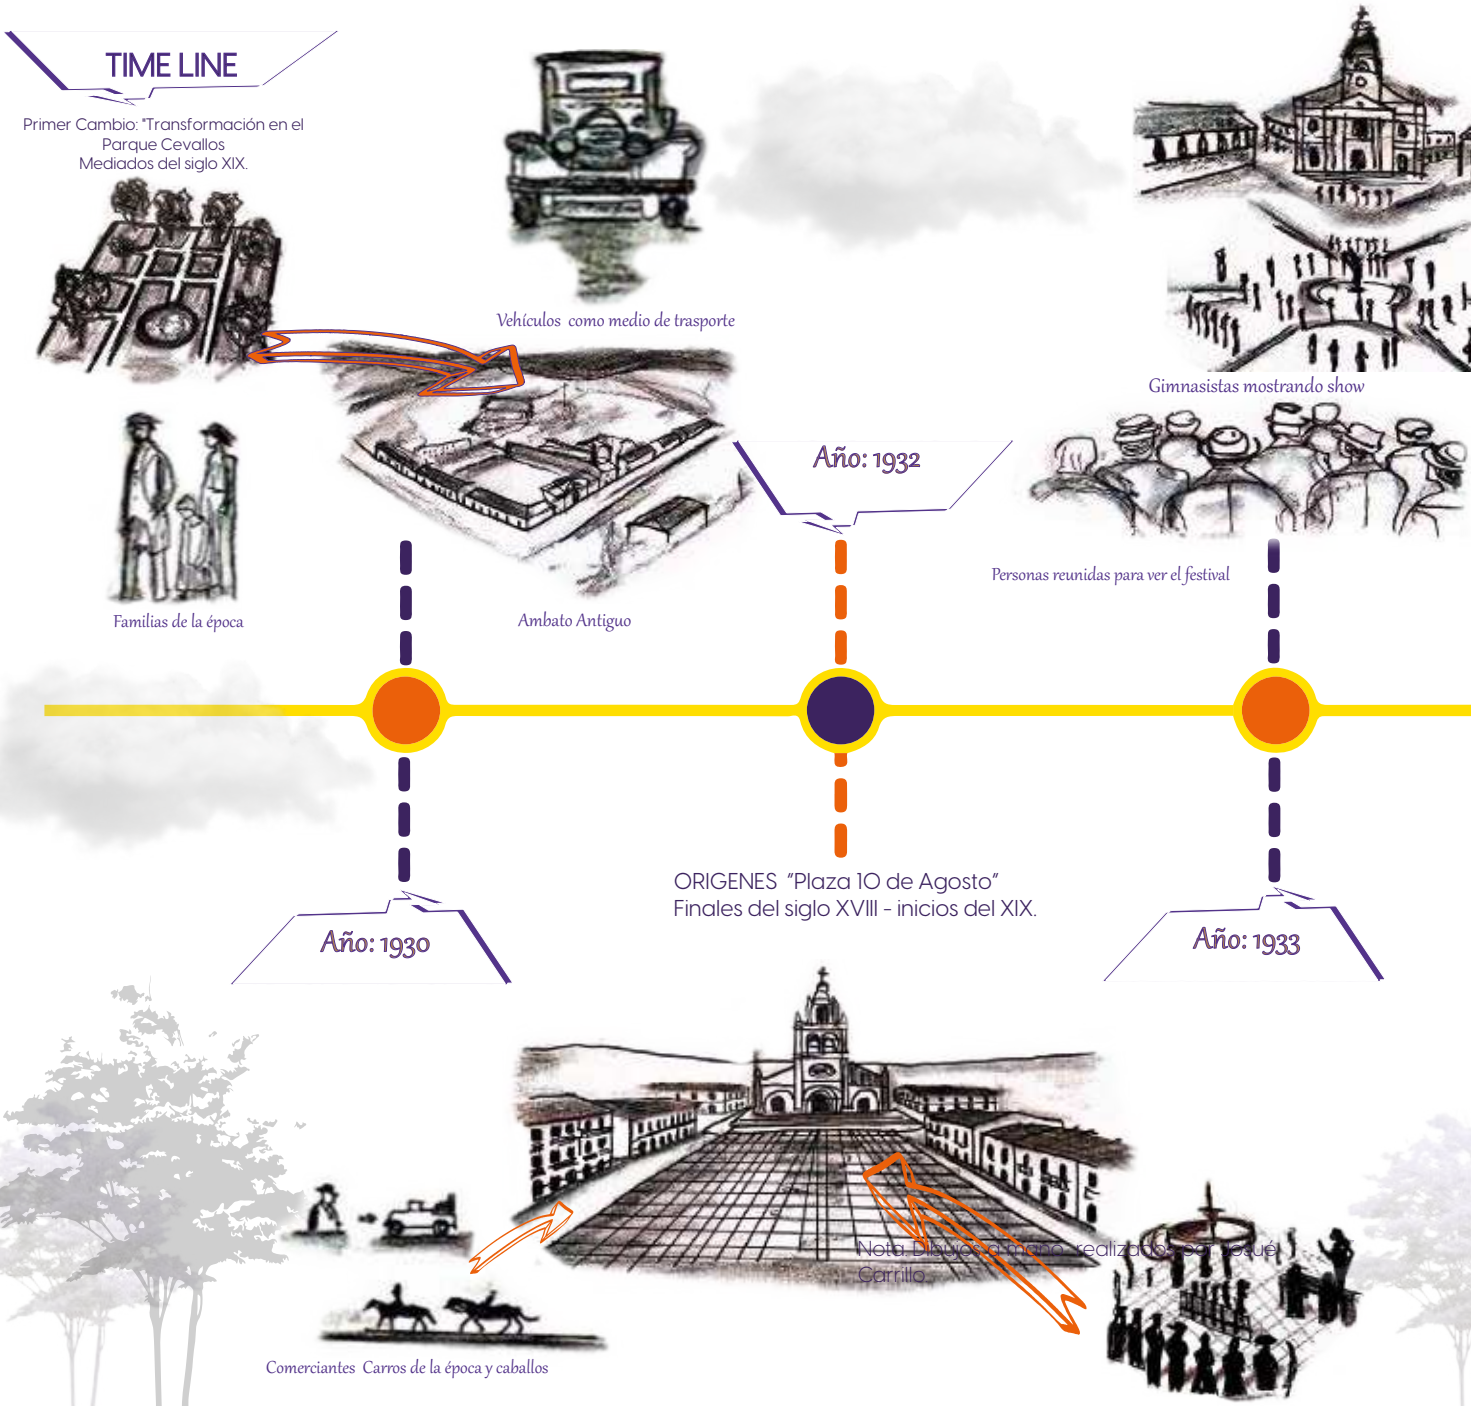 TIME LINE
Primer Cambio: "Transformación en el
Parque Cevallos
Mediados del siglo XIX.
Vehículos como medio de trasporte
Gimnasistas mostrando show
Año: 1932
Personas reunidas para ver el festival
Familias de la época
Ambato Antiguo
ORIGENES "Plaza 10 de Agosto"
Finales del siglo XVIII - inicios del XIX.
Año: 1930
Año: 1933
Nota. Dibujos a mano realizados por Josué
Carrillo
Comerciantes Carros de la época y caballos